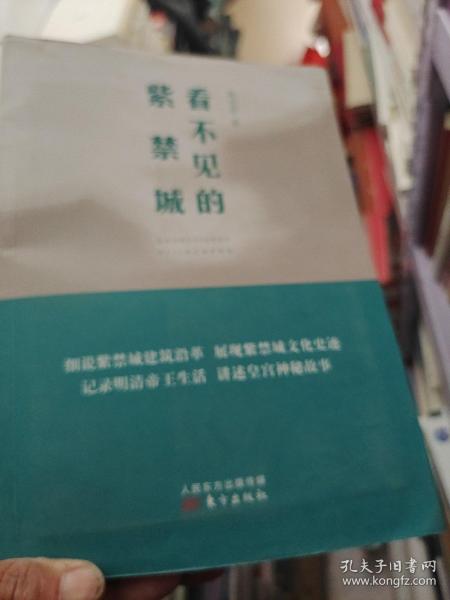 看不见的
紫禁城
细说紫禁城建筑沿革 展现紫禁城文化史迹
记录明清帝王生活 讲述皇宫神秘故事
人民东方出版传媒
东方出版社
孔夫子旧书网
www.kongfz.com